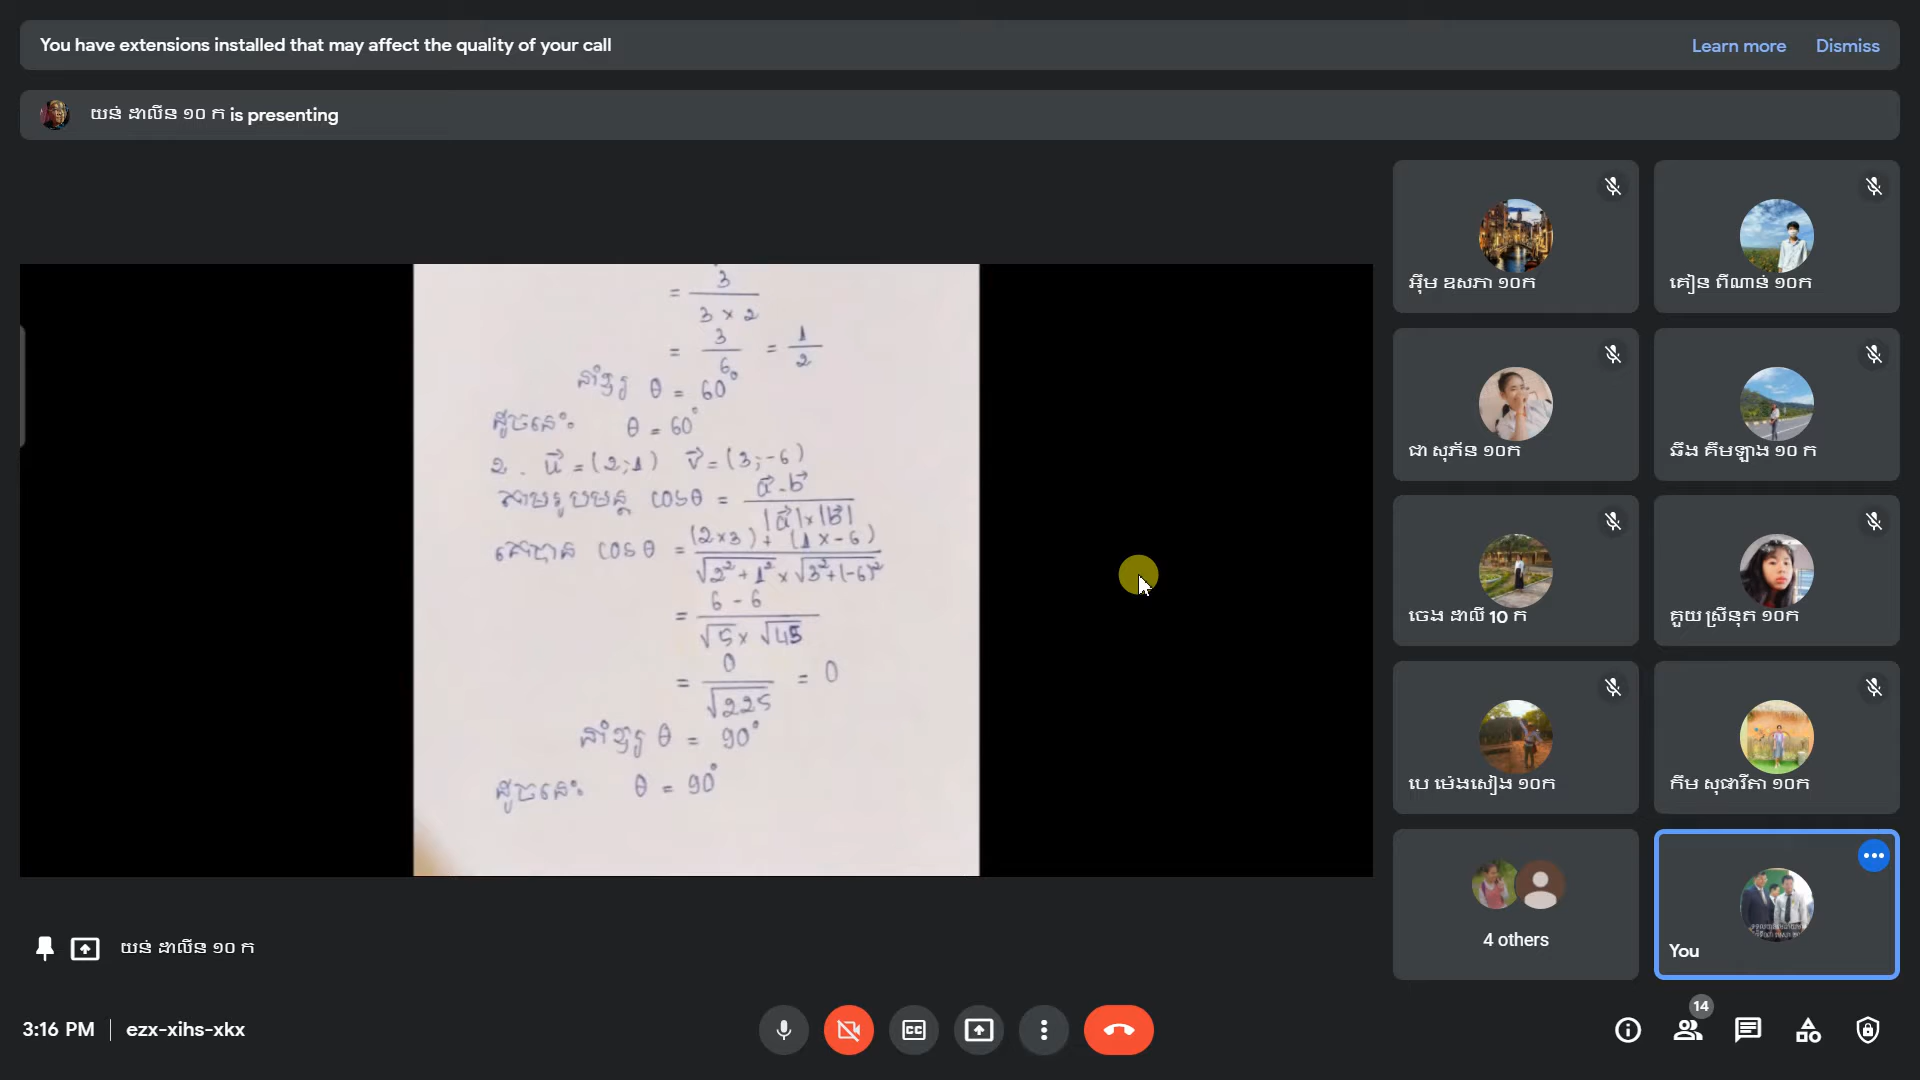 You have extensions installed that may affect the quality of your call
Learn more
Dismiss
យន់ ដាលីន ១០ ក is presenting
= 3 / 3 × 2
= 3 / 6 = 1 / 2
នាំឱ្យ θ = 60°
ដូចនេះ θ = 60°
2. u⃗ = (2;1) v⃗ = (3;-6)
តាមរូបមន្ត cosθ = a⃗ . b⃗ / |a⃗| × |b⃗|
គេបាន cosθ = (2×3) + (1 × -6) / √2² + 1² × √3² + (-6)²
= 6 - 6 / √5 × √45
= 0 / √225 = 0
នាំឱ្យ θ = 90°
ដូចនេះ θ = 90°
អ៊ឹម ឧសភា ១០ក
គៀន ពីណាន់ ១០ក
ជា សុភ័ន ១០ក
ឆឹង គីមឡាង ១០ ក
ចេង ដាលី 10 ក
គួយ ស្រីនុត ១០ក
បេ ម៉េងសៀង ១០ក
កឹម សុផារីតា ១០ក
4 others
You
យន់ ដាលីន ១០ ក
3:16 PM | ezx-xihs-xkx
14